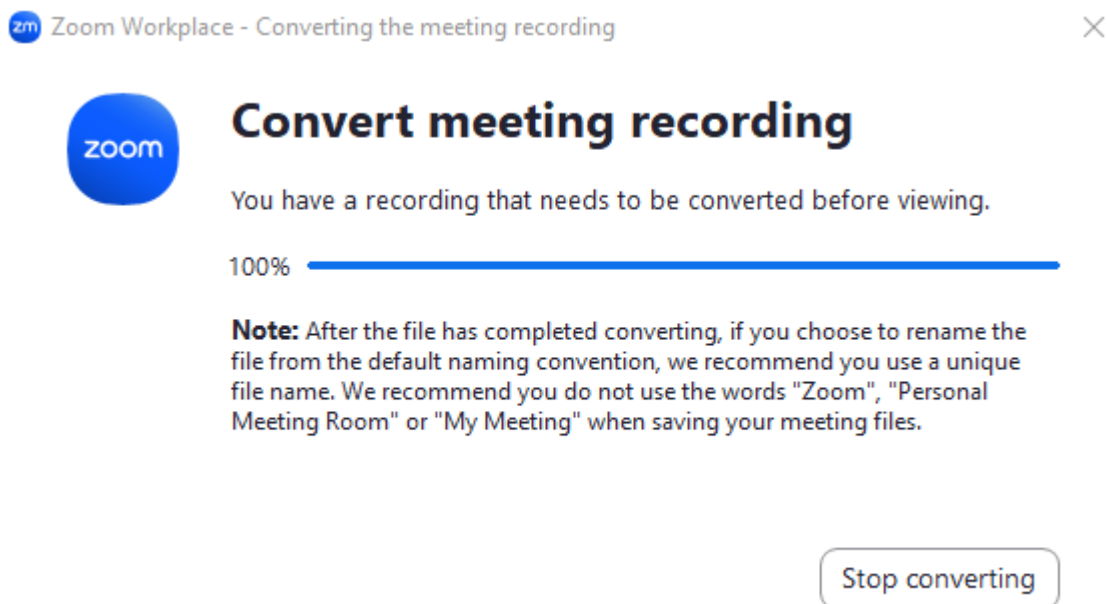 zm Zoom Workplace - Converting the meeting recording
zoom
Convert meeting recording
You have a recording that needs to be converted before viewing.
100%
Note: After the file has completed converting, if you choose to rename the
file from the default naming convention, we recommend you use a unique
file name. We recommend you do not use the words "Zoom", "Personal
Meeting Room" or "My Meeting" when saving your meeting files.
Stop converting